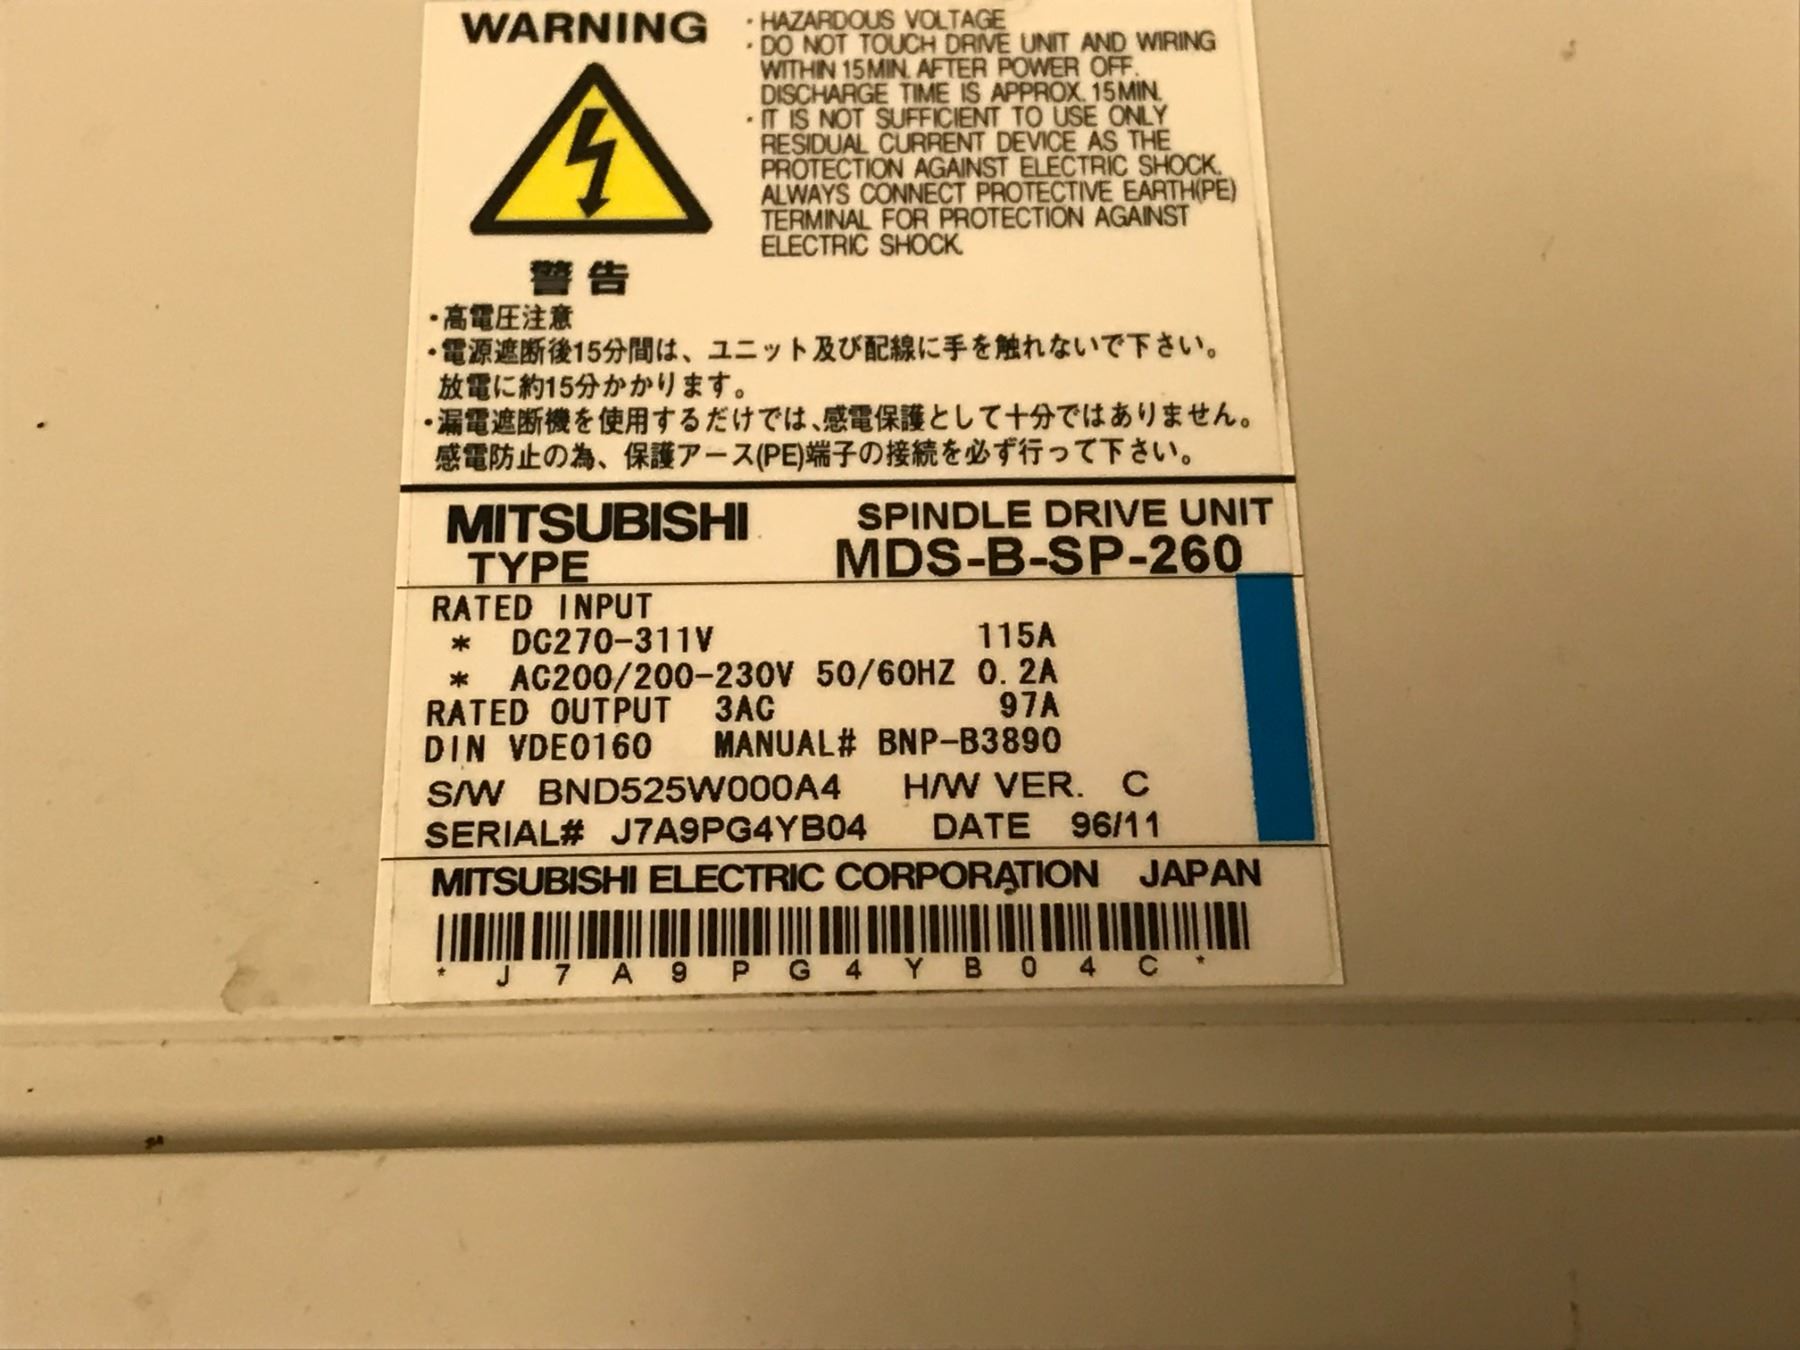 WARNING
・HAZARDOUS VOLTAGE
・DO NOT TOUCH DRIVE UNIT AND WIRING
WITHIN 15MIN. AFTER POWER OFF.
DISCHARGE TIME IS APPROX. 15MIN.
・IT IS NOT SUFFICIENT TO USE ONLY
RESIDUAL CURRENT DEVICE AS THE
PROTECTION AGAINST ELECTRIC SHOCK.
ALWAYS CONNECT PROTECTIVE EARTH(PE)
TERMINAL FOR PROTECTION AGAINST
ELECTRIC SHOCK.
警告
・高電圧注意
・電源遮断後15分間は、ユニット及び配線に手を触れないで下さい。
放電に約15分かかります。
・漏電遮断機を使用するだけでは、感電保護として十分ではありません。
感電防止の為、保護アース(PE)端子の接続を必ず行って下さい。
MITSUBISHI SPINDLE DRIVE UNIT
TYPE MDS-B-SP-260
RATED INPUT
* DC270-311V 115A
* AC200/200-230V 50/60HZ 0.2A
RATED OUTPUT 3AC 97A
DIN VDE0160 MANUAL# BNP-B3890
S/W BND525W000A4 H/W VER. C
SERIAL# J7A9PG4YB04 DATE 96/11
MITSUBISHI ELECTRIC CORPORATION JAPAN
* J 7 A 9 P G 4 Y B 0 4 C *